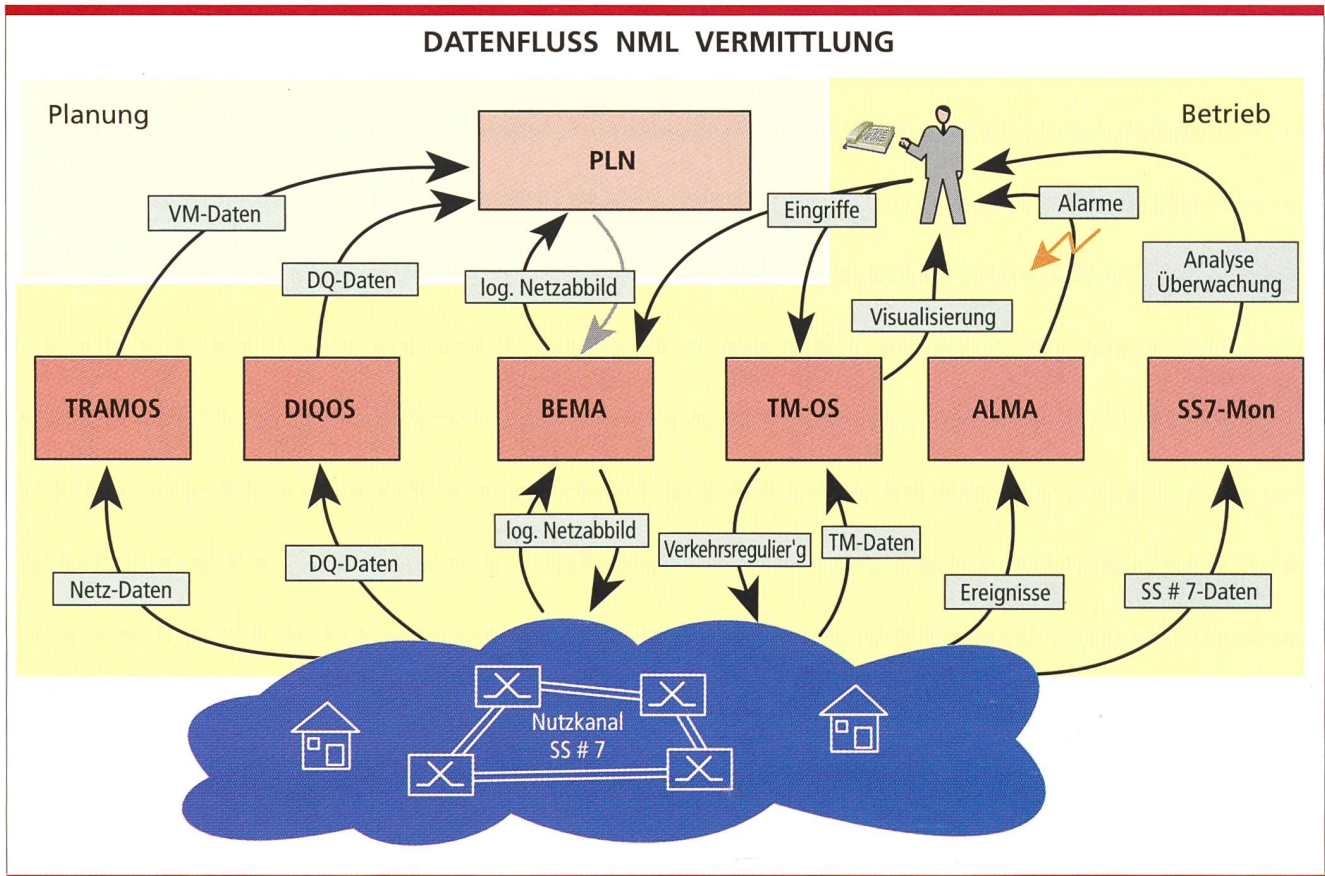 DATENFLUSS NML VERMITTLUNG
Planung
Betrieb
PLN
VM-Daten
Eingriffe
Alarme
DQ-Daten
log. Netzabbild
Analyse
Überwachung
Visualisierung
TRAMOS
DIQOS
BEMA
TM-OS
ALMA
SS7-Mon
log. Netzabbild
Verkehrsregulier'g
TM-Daten
DQ-Daten
Netz-Daten
Ereignisse
SS # 7-Daten
Nutzkanal
SS # 7